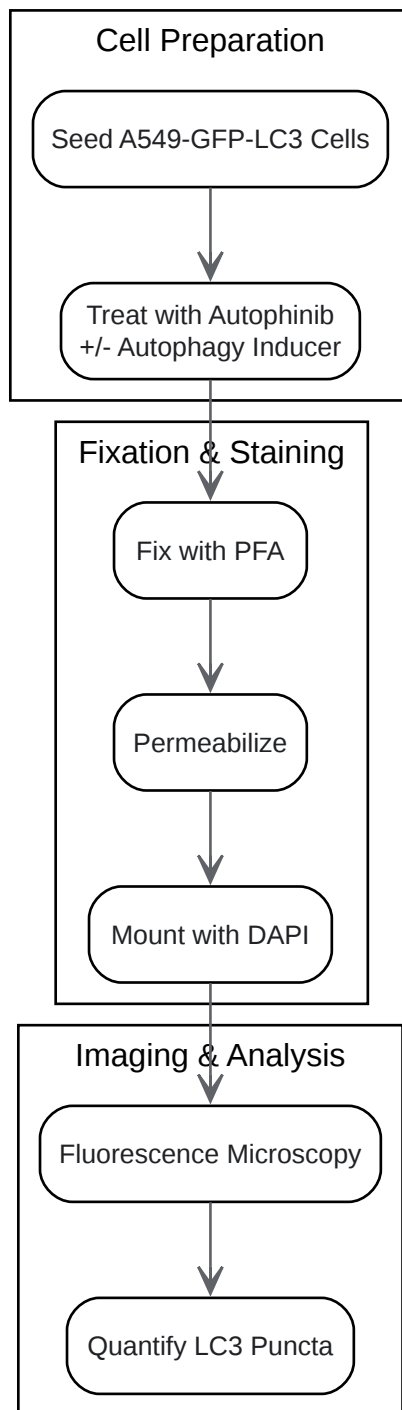 Cell Preparation
Seed A549-GFP-LC3 Cells
Treat with Autophinib
+/- Autophagy Inducer
Fixation & Staining
Fix with PFA
Permeabilize
Mount with DAPI
Imaging & Analysis
Fluorescence Microscopy
Quantify LC3 Puncta